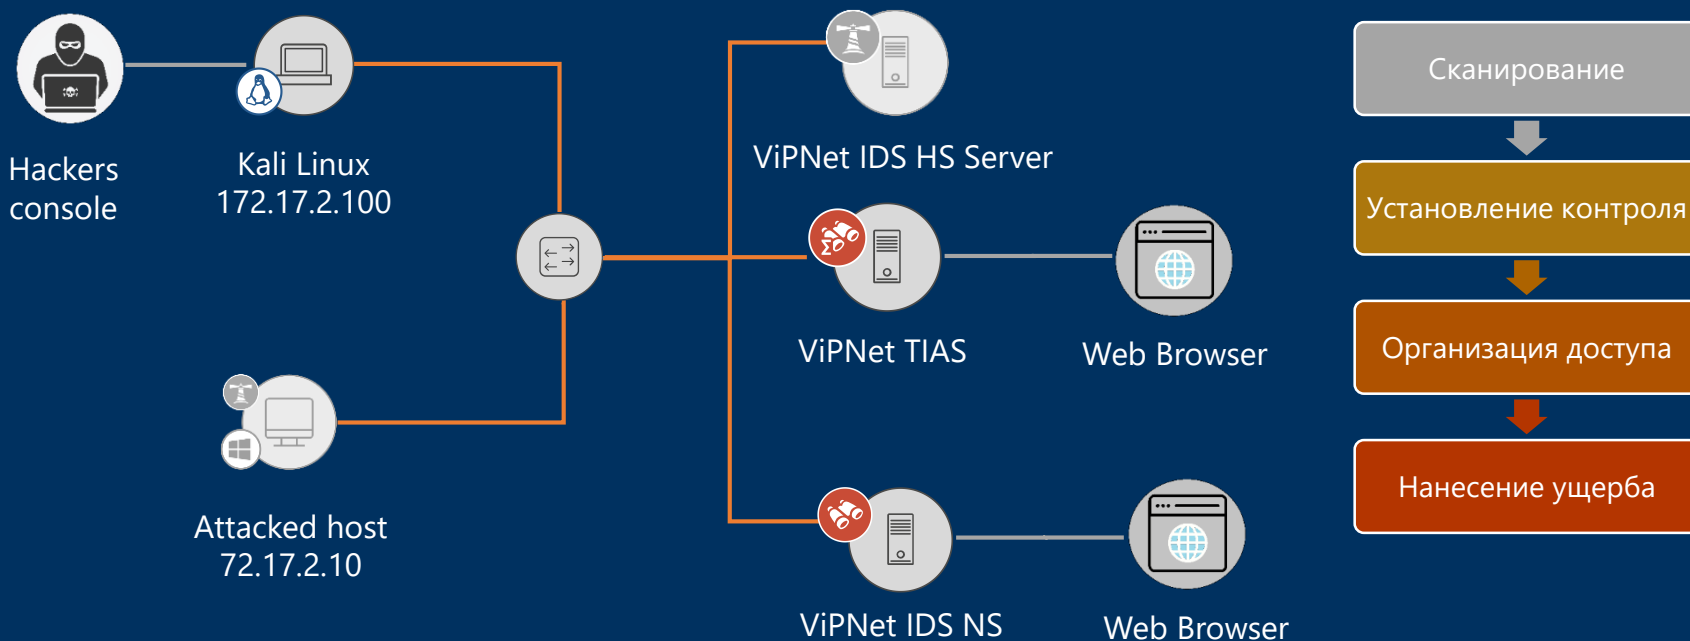 Hackers
console
Kali Linux
172.17.2.100
Attacked host
72.17.2.10
ViPNet IDS HS Server
ViPNet TIAS
Web Browser
ViPNet IDS NS
Web Browser
Сканирование
Установление контроля
Организация доступа
Нанесение ущерба